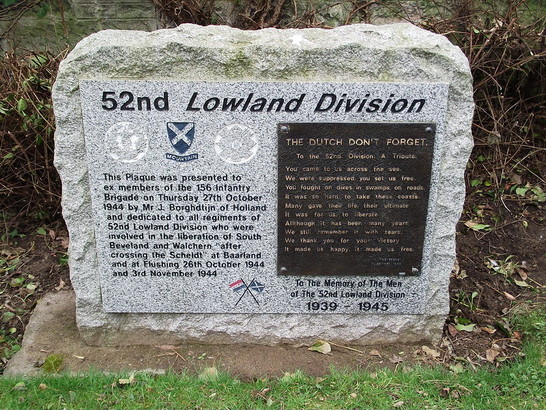 52nd Lowland Division
MOUNTAIN
This Plaque was presented to
ex members of the 156 Infantry
Brigade on Thursday 27th October
1944 by Mr J. Borghdtijn of Holland
and dedicated to all regiments of
52nd Lowland Division who were
involved in the liberation of South
Beveland and Walchern "after
crossing the Scheldt" at Baarland
and at Flushing 26th October 1944
and 3rd November 1944
THE DUTCH DON'T FORGET.
To the 52nd Division: A Tribute.
You came to us across the sea.
We were suppressed you set us free.
You fought on dikes in swamps on roads
It was so hard to take these coasts.
Many gave their life, their ultimate
It was for us to liberate.
Although it has been many years
We still remember it with tears.
We thank you for your victory
It made us happy, it made us free.
To The Memory of The Men
of The 52nd Lowland Division
1939 - 1945